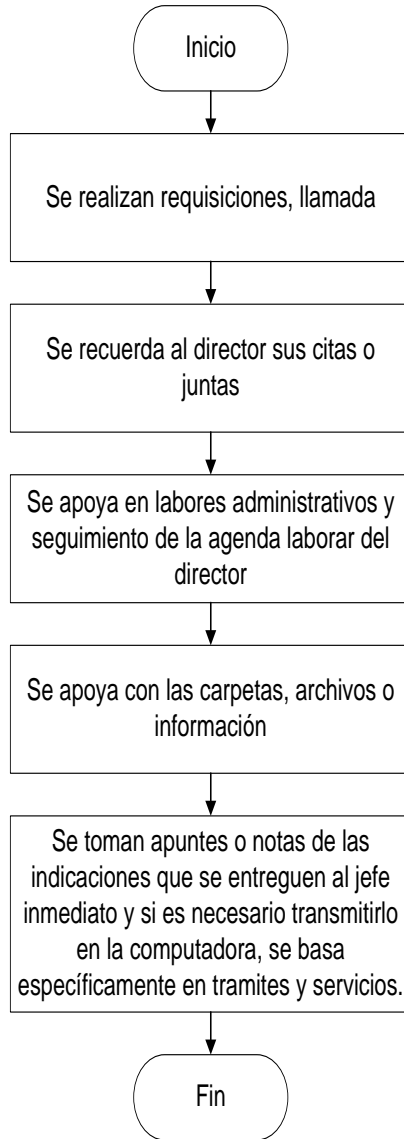 Inicio
Se realizan requisiciones, llamada
Se recuerda al director sus citas o
juntas
Se apoya en labores administrativos y
seguimiento de la agenda laborar del
director
Se apoya con las carpetas, archivos o
información
Se toman apuntes o notas de las
indicaciones que se entreguen al jefe
inmediato y si es necesario transmitirlo
en la computadora, se basa
específicamente en tramites y servicios.
Fin